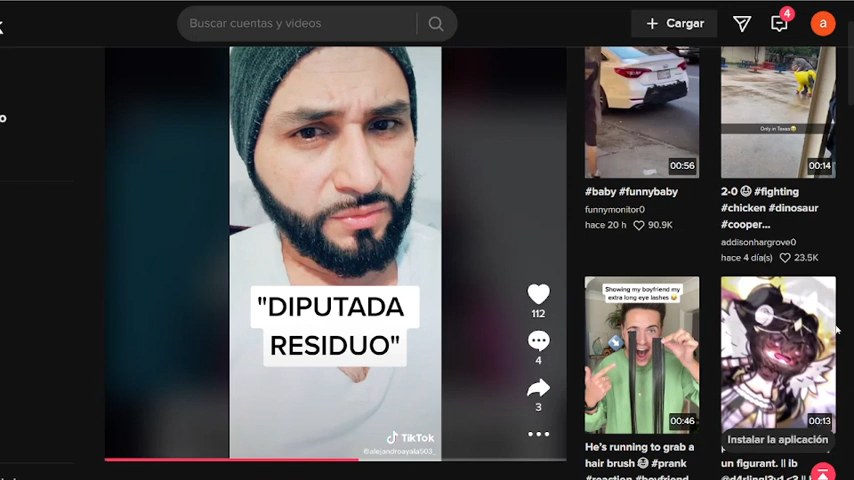 Buscar cuentas y videos
Cargar
4
a
"DIPUTADA
RESIDUO"
112
4
3
TikTok
@alejandroayala503_
00:56
#baby #funnybaby
funnymonitor0
hace 20 h 90.9K
Only in Texas
00:14
2-0 😃 #fighting
#chicken #dinosaur
#cooper...
addisonhargrove0
hace 4 día(s) 23.5K
Showing my boyfriend my
extra long eye lashes
00:46
He's running to grab a
hair brush #prank
#reaction #boyfriend
00:13
Instalar la aplicación
un figurant. || ib